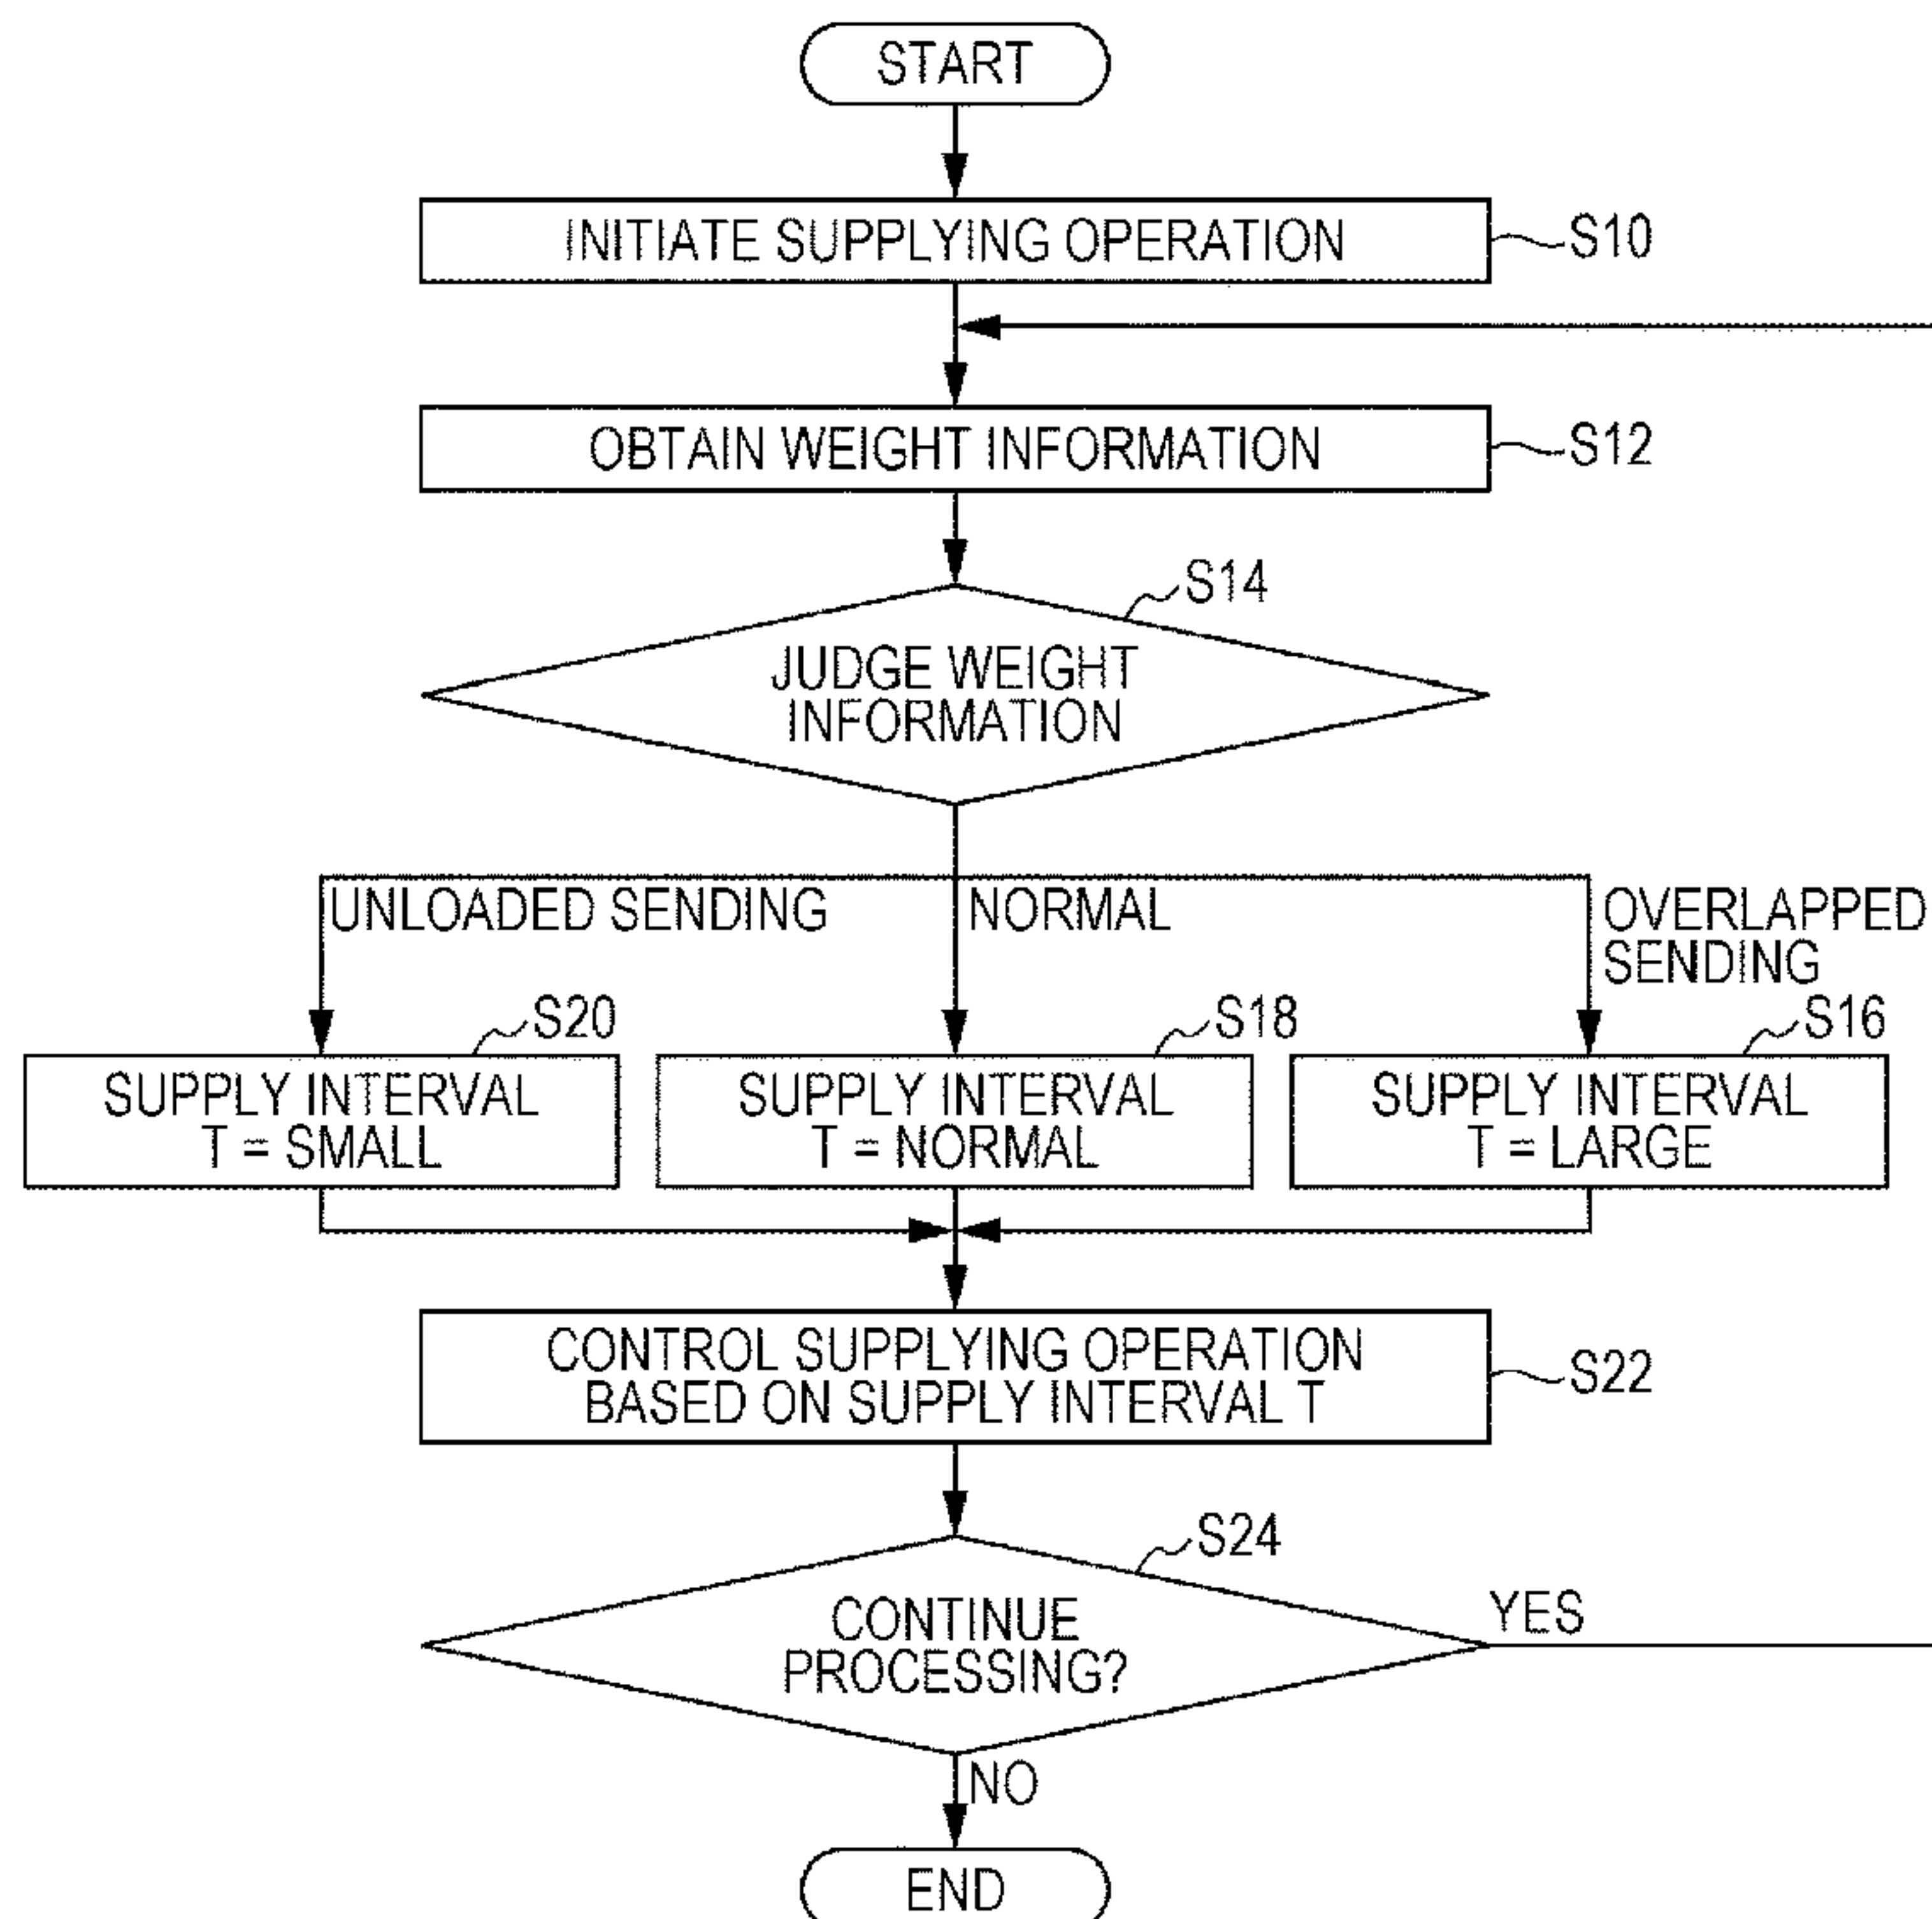 START
INITIATE SUPPLYING OPERATION
S10
OBTAIN WEIGHT INFORMATION
S12
S14
JUDGE WEIGHT
INFORMATION
UNLOADED SENDING
NORMAL
OVERLAPPED
SENDING
S20
S18
S16
SUPPLY INTERVAL
T = SMALL
SUPPLY INTERVAL
T = NORMAL
SUPPLY INTERVAL
T = LARGE
CONTROL SUPPLYING OPERATION
BASED ON SUPPLY INTERVAL T
S22
S24
CONTINUE
PROCESSING?
YES
NO
END